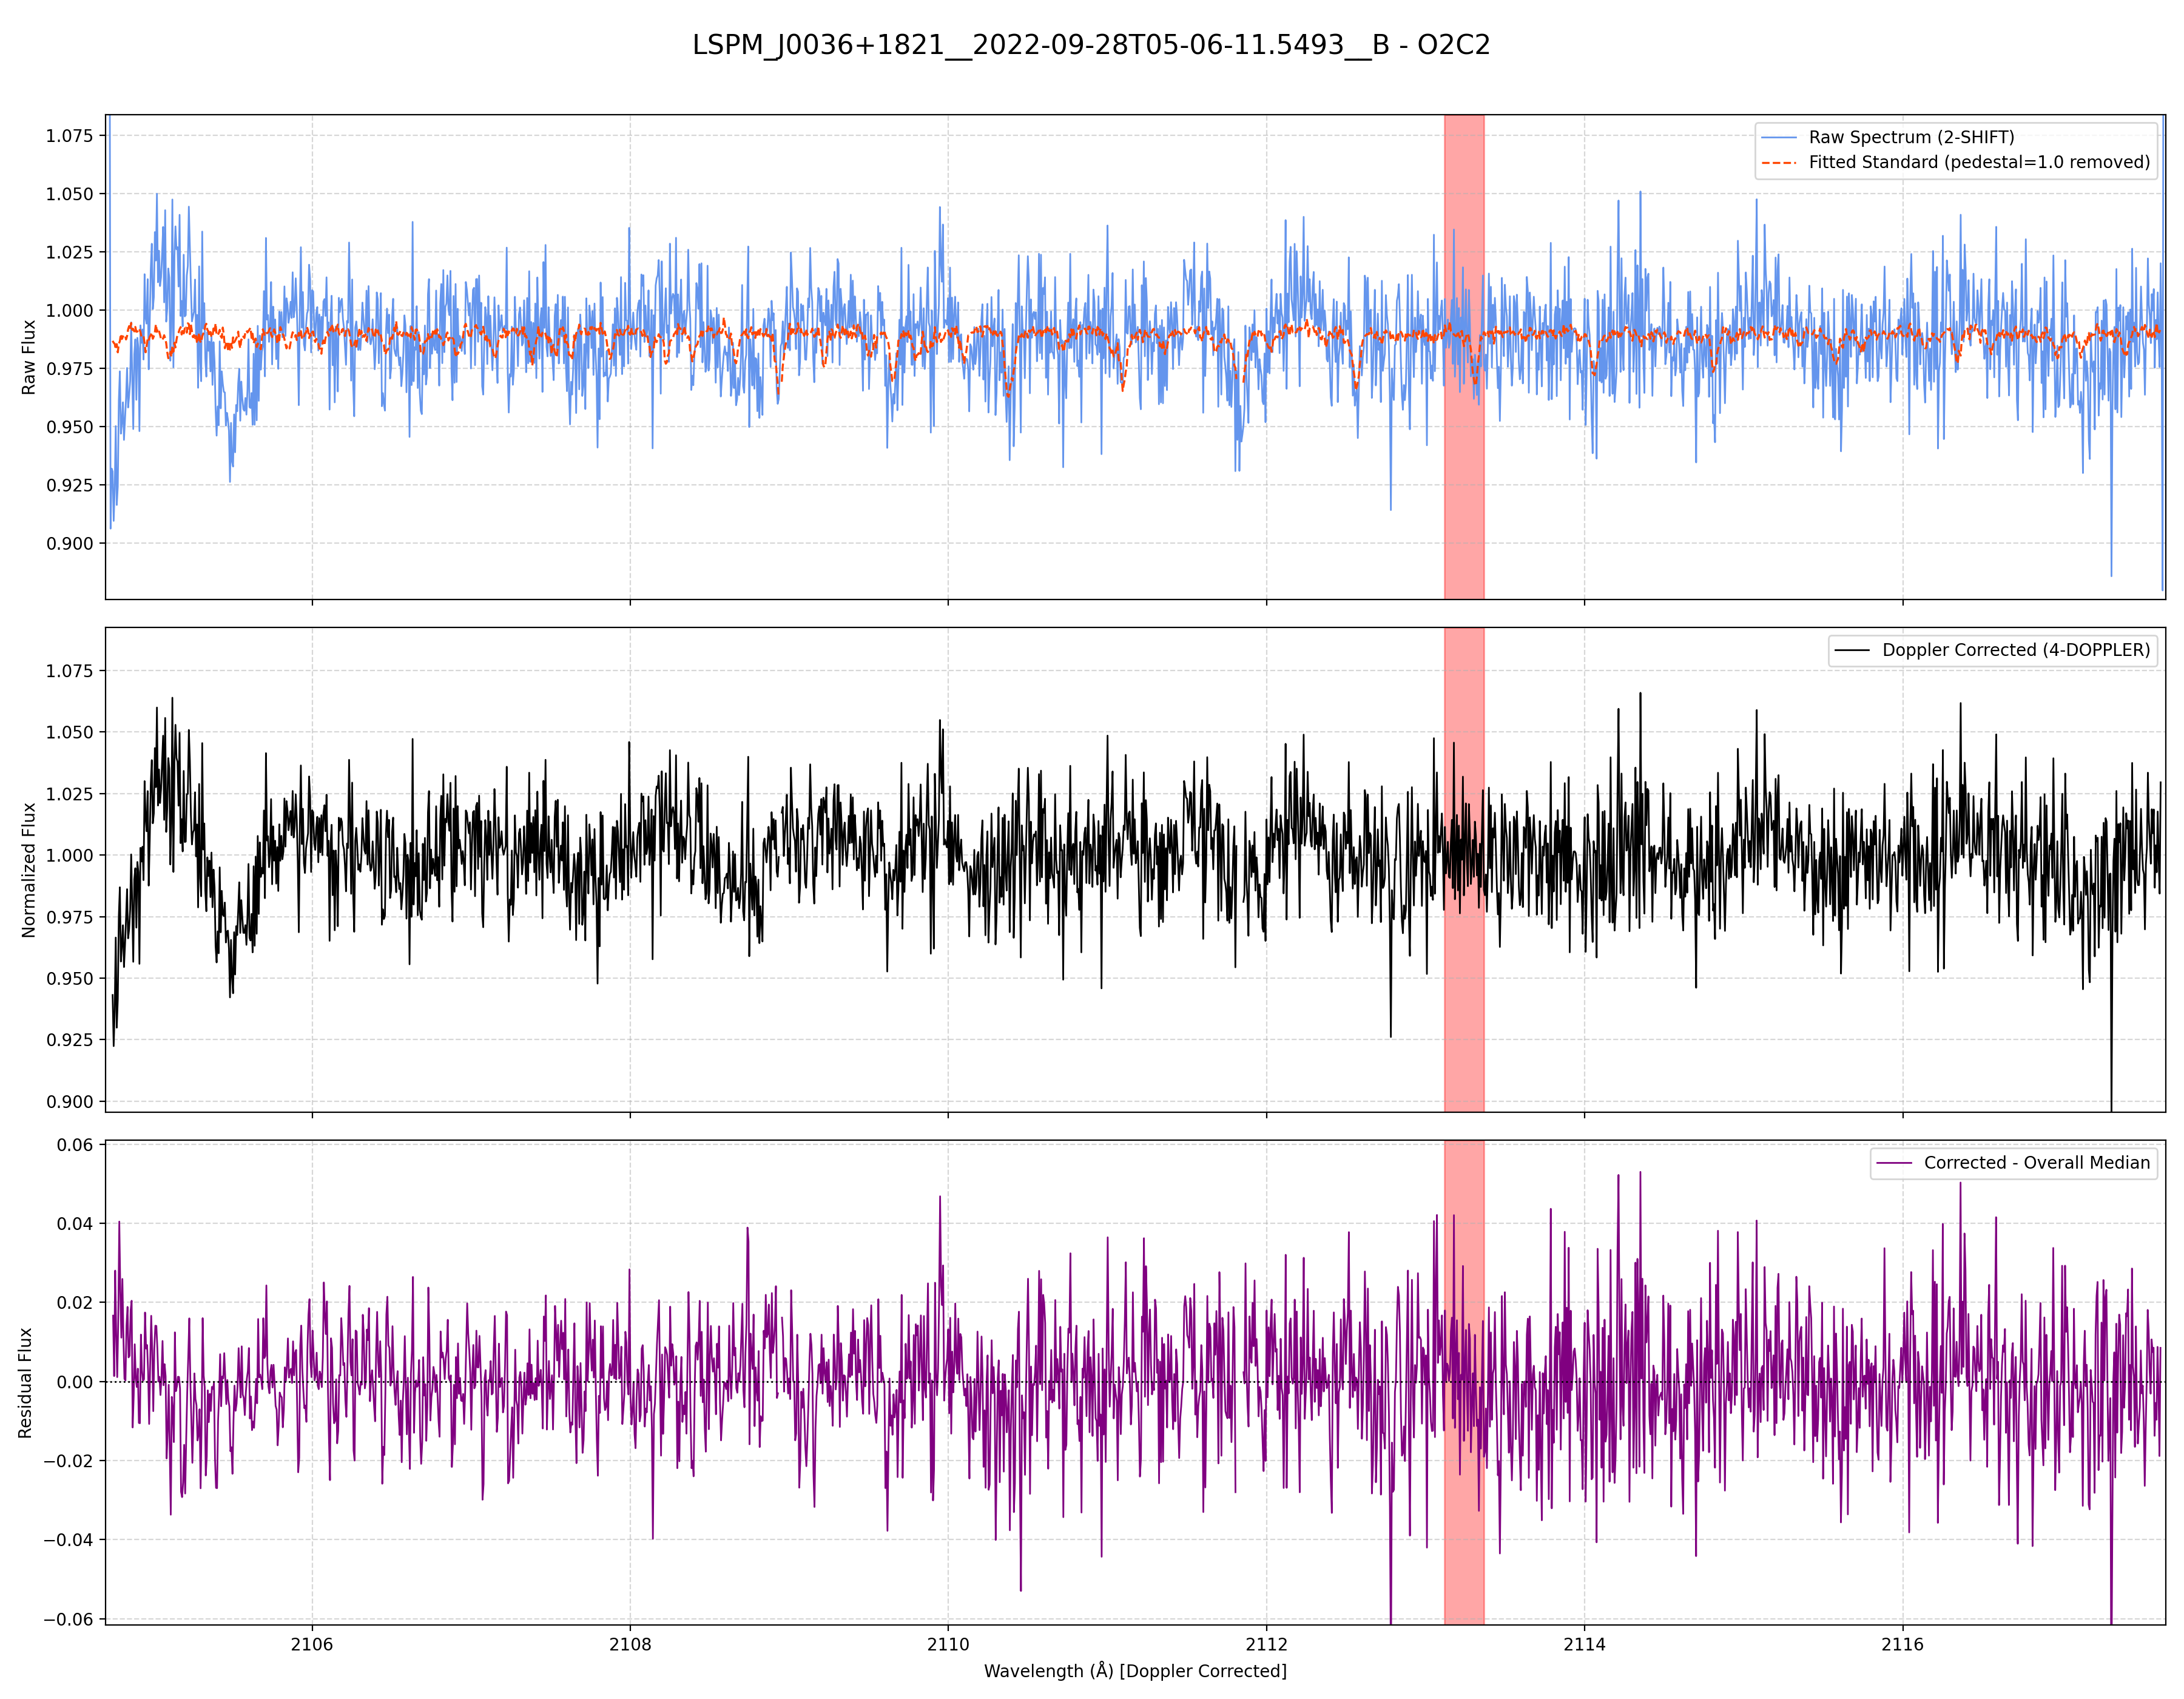 LSPM_J0036+1821__2022-09-28T05-06-11.5493__B - O2C2
1.075
1.050
1.025
1.000
0.975
0.950
0.925
0.900
Raw Flux
Raw Spectrum (2-SHIFT)
Fitted Standard (pedestal=1.0 removed)
1.075
1.050
1.025
1.000
0.975
0.950
0.925
0.900
Normalized Flux
Doppler Corrected (4-DOPPLER)
0.06
0.04
0.02
0.00
−0.02
−0.04
−0.06
Residual Flux
Corrected - Overall Median
2106 2108 2110 2112 2114 2116
Wavelength (Å) [Doppler Corrected]